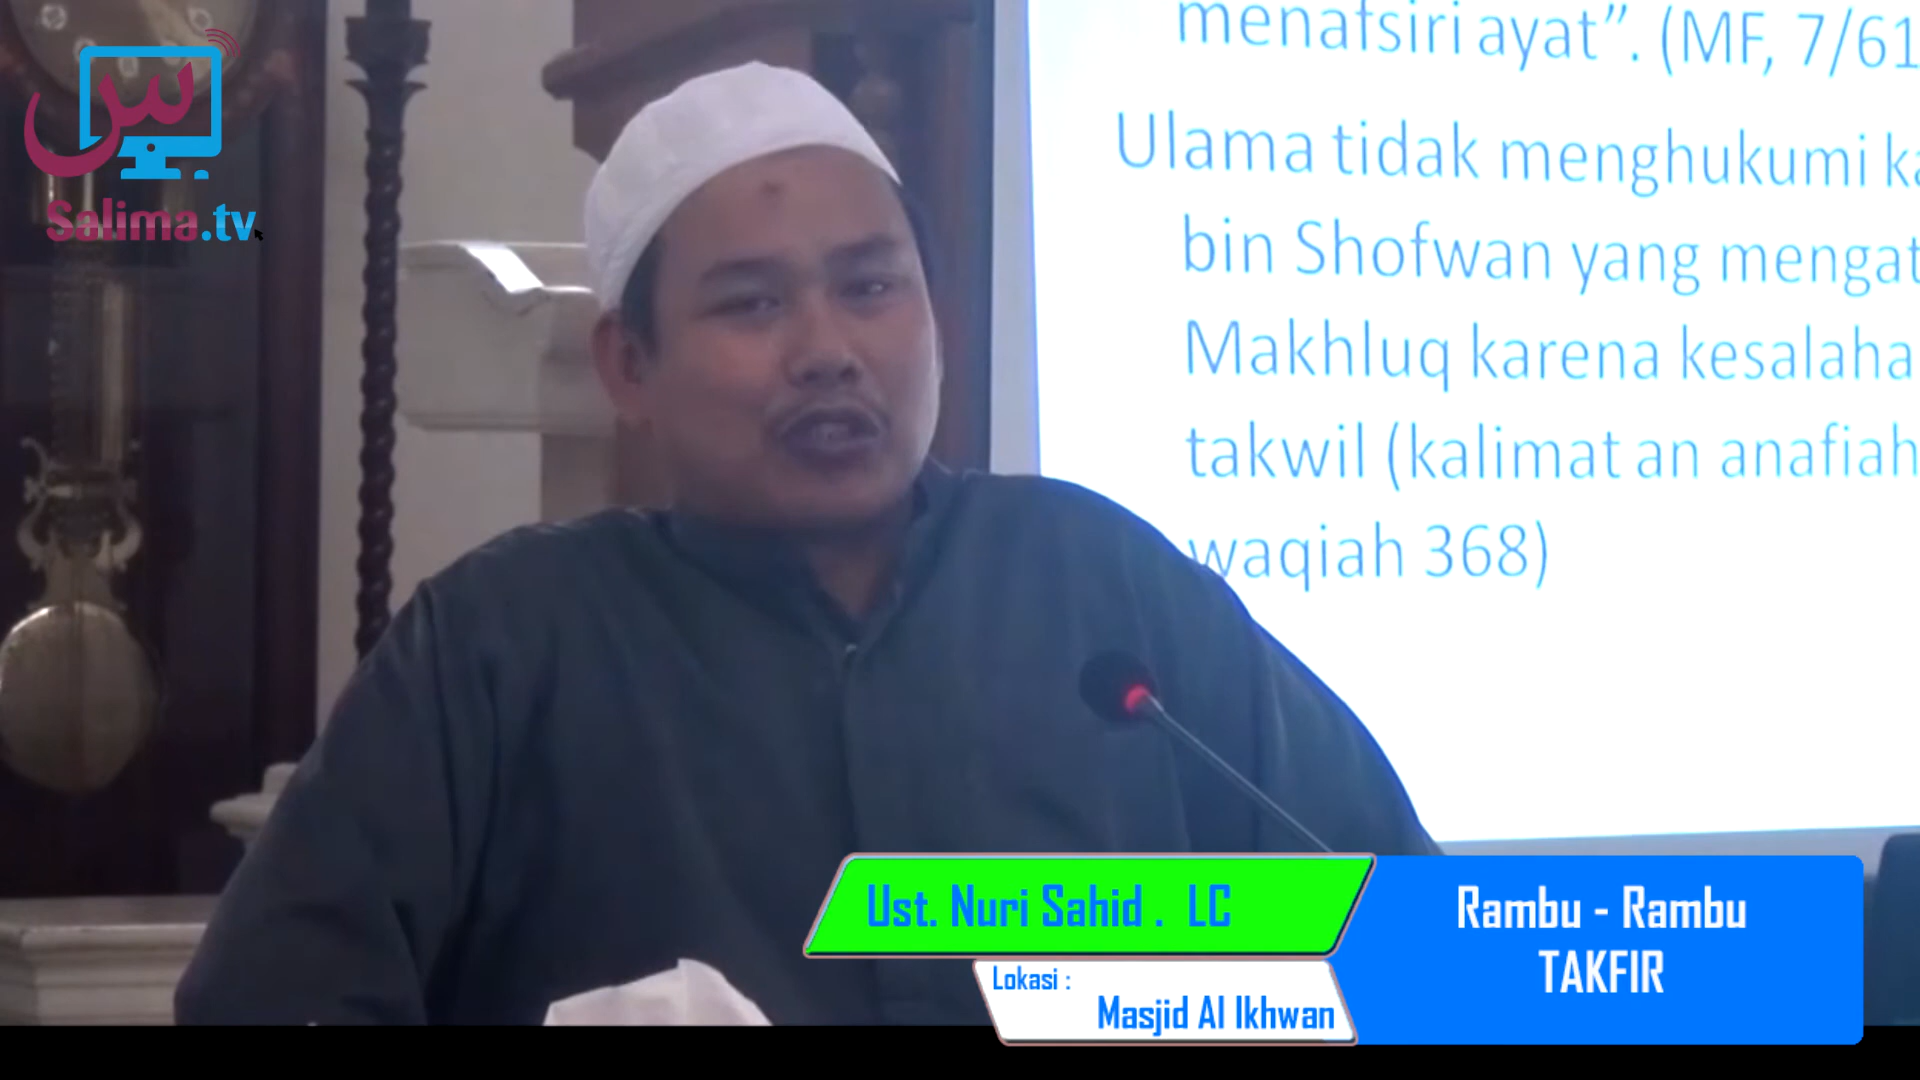 س
Salima.tv
menafsiri ayat”. (MF, 7/61
Ulama tidak menghukumi ka
bin Shofwan yang mengat
Makhluq karena kesalaha
takwil (kalimat an anafiah
waqiah 368)
Ust. Nuri Sahid . LC
Lokasi :
Masjid Al Ikhwan
Rambu - Rambu
TAKFIR